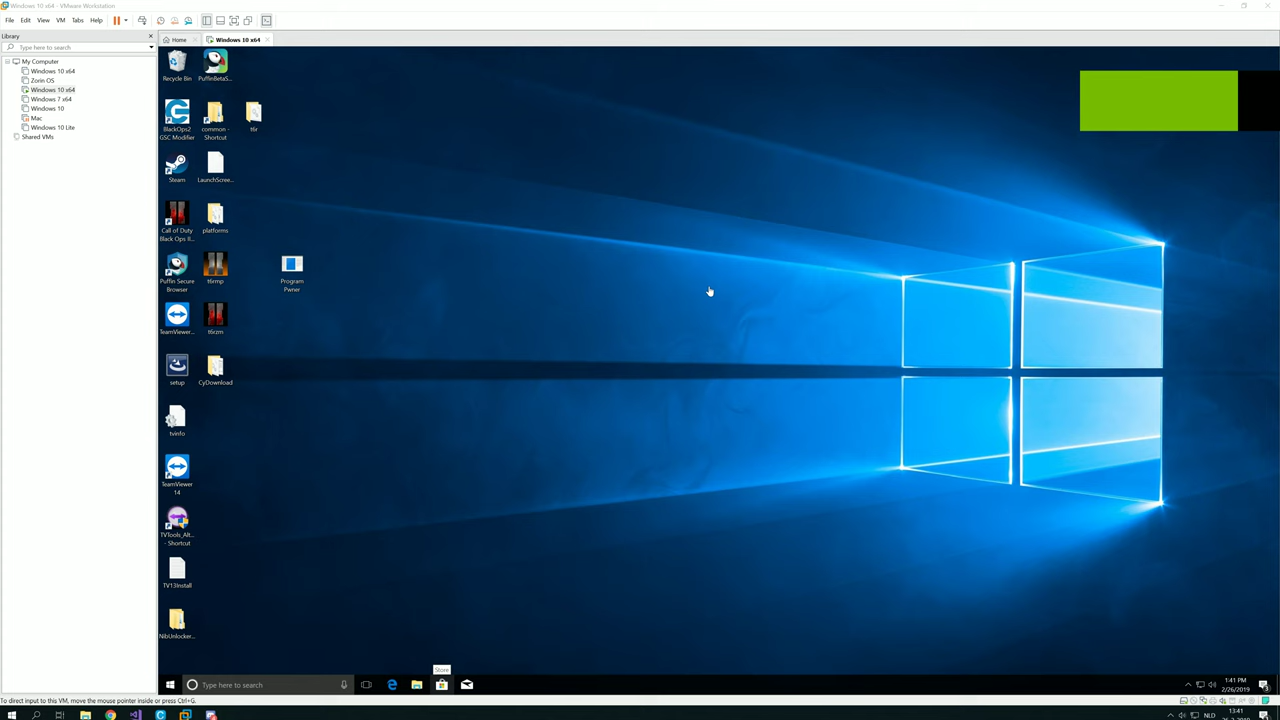 Windows 10 x64 - VMware Workstation
File Edit View VM Tabs Help
Library
Type here to search
My Computer
Windows 10 x64
Zorin OS
Windows 10 x64
Windows 7 x64
Windows 10
Mac
Windows 10 Lite
Shared VMs
Home
Windows 10 x64
Recycle Bin
PuffinBetaS...
BlackOps2
GSC Modifier
common -
Shortcut
t6r
Steam
LaunchScree...
Call of Duty
Black Ops II...
platforms
Puffin Secure
Browser
t6rmp
Program
Pwner
TeamViewer...
t6rzm
setup
CyDownload
tvinfo
TeamViewer
14
TVTools_Alt...
- Shortcut
TV13Install
NibUnlocker...
Store
Type here to search
1:41 PM
2/26/2019
To direct input to this VM, move the mouse pointer inside or press Ctrl+G.
NLD
13:41